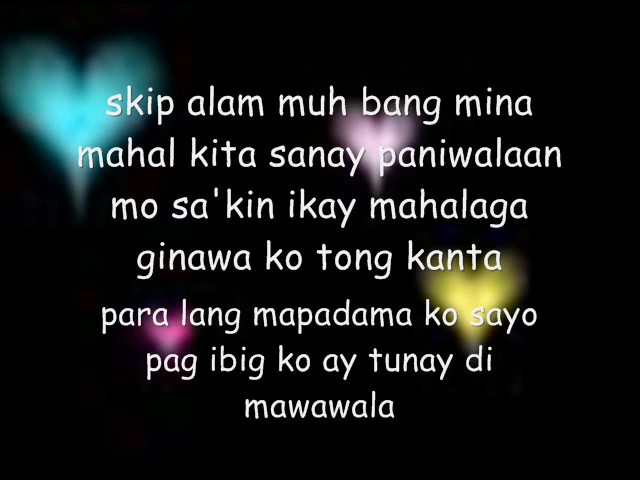 skip alam muh bang mina
mahal kita sanay paniwalaan
mo sa'kin ikay mahalaga
ginawa ko tong kanta
para lang mapadama ko sayo
pag ibig ko ay tunay di
mawawala